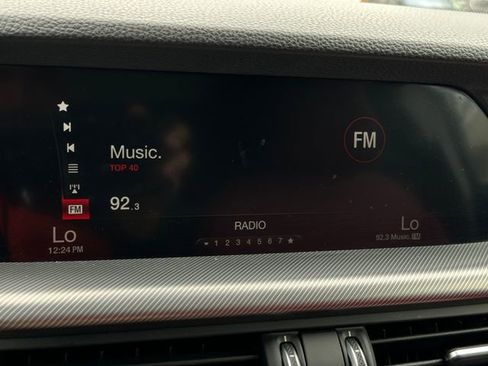 Music.
FM
TOP 40
92.3
FM
RADIO
Lo
Lo
12:24 PM
1 2 3 4 5 6 7
92.3 Music. FM